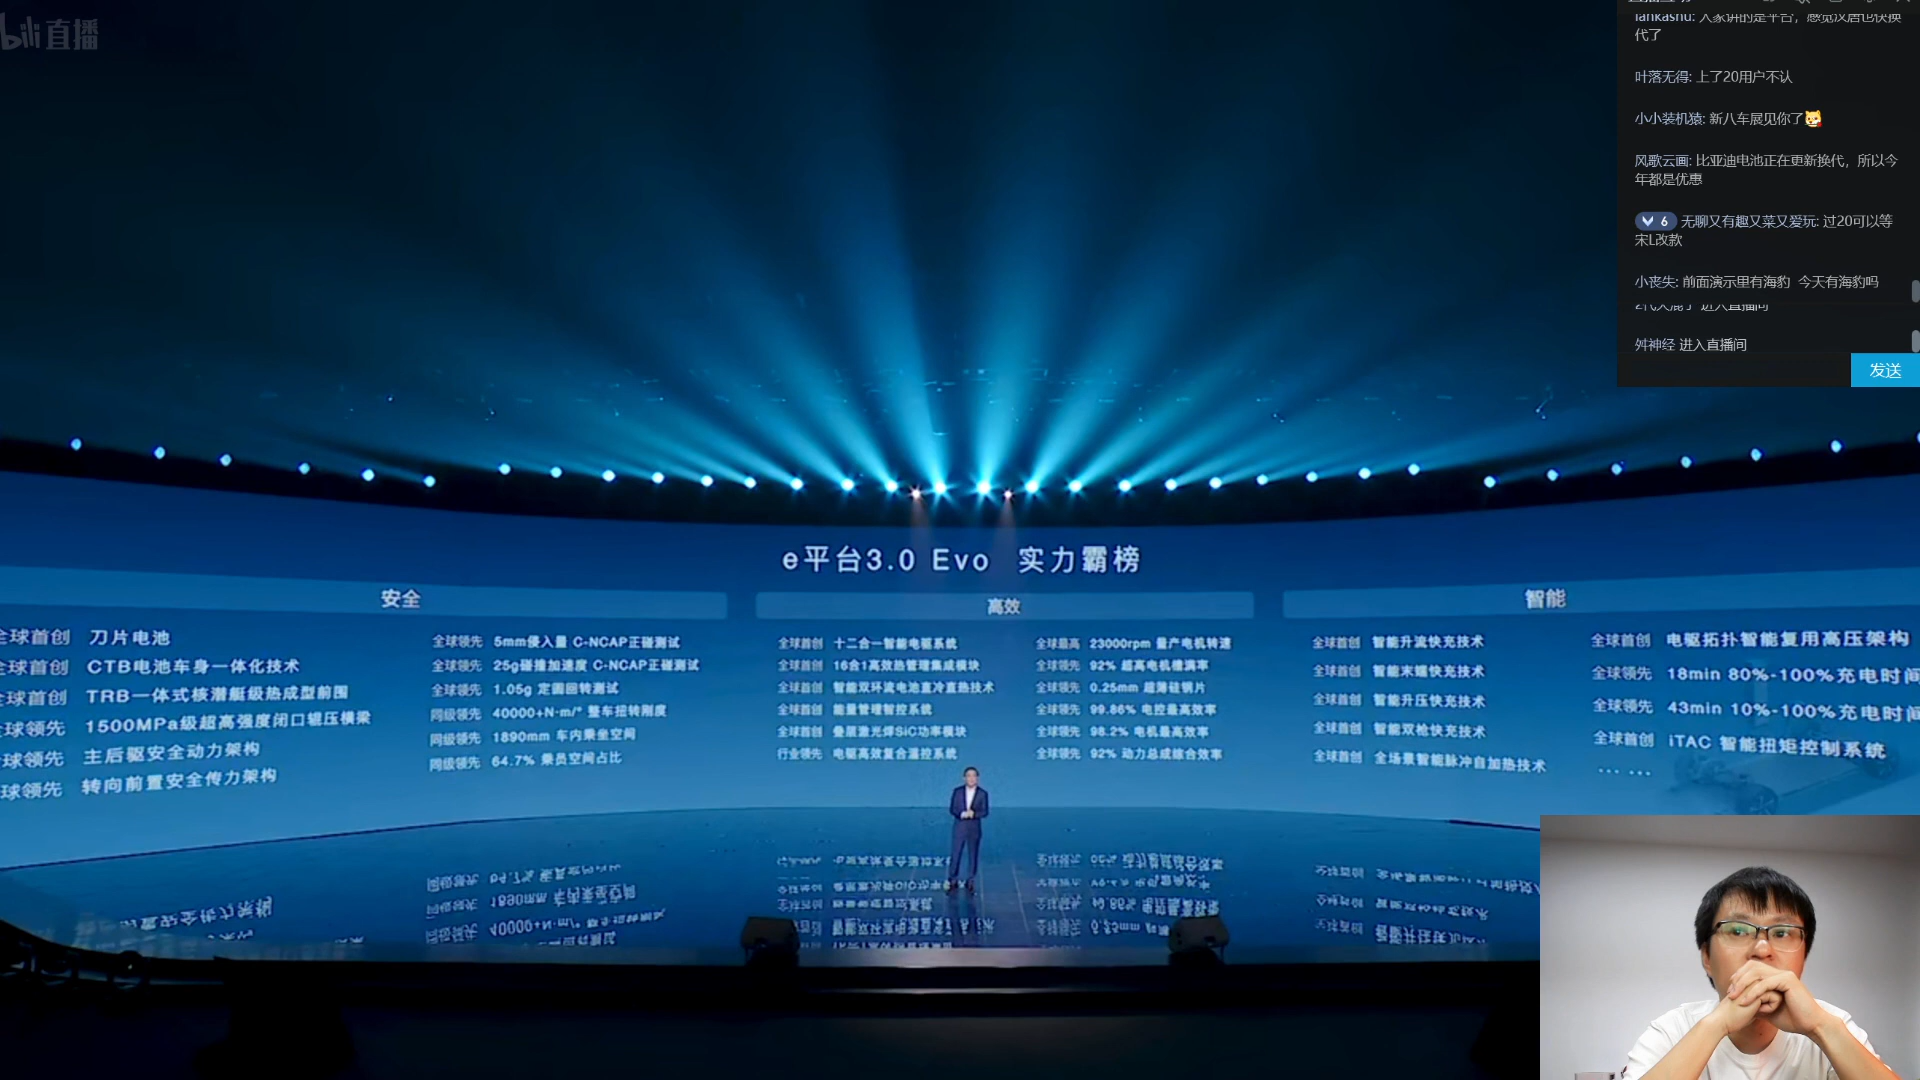 bili 直播
e平台3.0 Evo 实力霸榜
安全
全球首创 刀片电池
全球首创 CTB电池车身一体化技术
全球首创 TRB一体式核潜艇级热成型前围
全球领先 1500MPa级超高强度闭口辊压横梁
全球领先 主后驱安全动力架构
全球领先 转向前置安全传力架构
全球领先 5mm侵入量 C-NCAP正碰测试
全球领先 25g碰撞加速度 C-NCAP正碰测试
全球领先 1.05g 定圆回转测试
同级领先 40000+N·m/° 整车扭转刚度
同级领先 1890mm 车内乘坐空间
同级领先 64.7% 乘员空间占比
高效
全球首创 十二合一智能电驱系统
全球首创 16合1高效热管理集成模块
全球首创 智能双环流电池直冷直热技术
全球首创 能量管理智控系统
全球首创 叠层激光焊SiC功率模块
行业领先 电驱高效复合温控系统
全球最高 23000rpm 量产电机转速
全球领先 92% 超高电机槽满率
全球领先 0.25mm 超薄硅钢片
全球领先 99.86% 电控最高效率
全球领先 98.2% 电机最高效率
全球领先 92% 动力总成综合效率
智能
全球首创 智能升流快充技术
全球首创 智能末端快充技术
全球首创 智能升压快充技术
全球首创 智能双枪快充技术
全球首创 全场景智能脉冲自加热技术
全球首创 电驱拓扑智能复用高压架构
全球领先 18min 80%-100%充电时间
全球领先 43min 10%-100%充电时间
全球首创 iTAC 智能扭矩控制系统
... ...
lankashu: 人家讲的是平台，感觉汉唐也快换
代了
叶落无得: 上了20用户不认
小小装机猿: 新八车展见你了
风歌云画: 比亚迪电池正在更新换代，所以今
年都是优惠
6 无聊又有趣又菜又爱玩: 过20可以等
宋L改款
小丧失: 前面演示里有海豹 今天有海豹吗
进入直播间
舛神经 进入直播间
发送